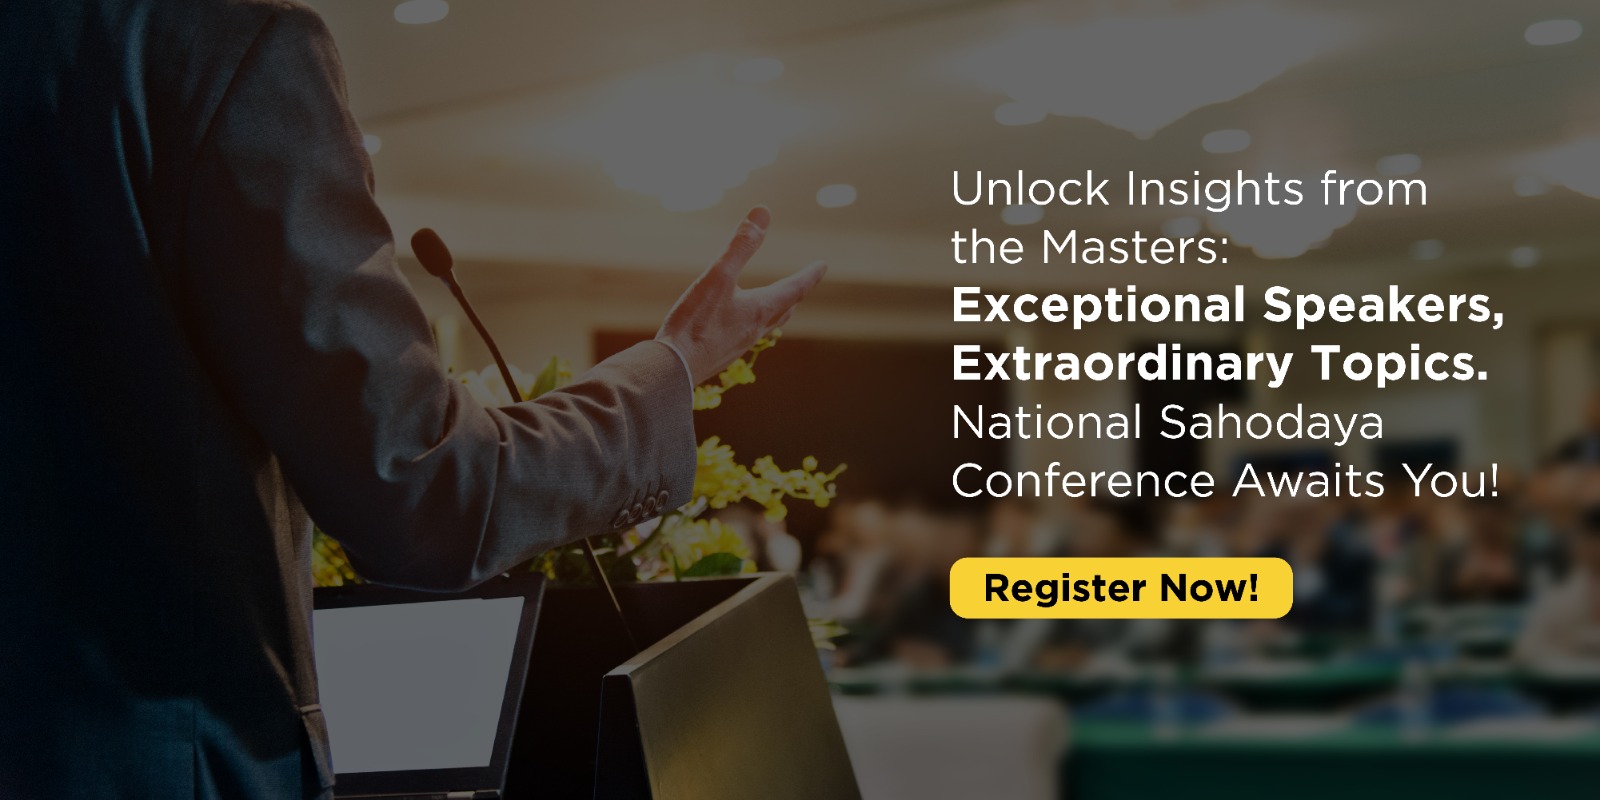 Unlock Insights from
the Masters:
Exceptional Speakers,
Extraordinary Topics.
National Sahodaya
Conference Awaits You!
Register Now!